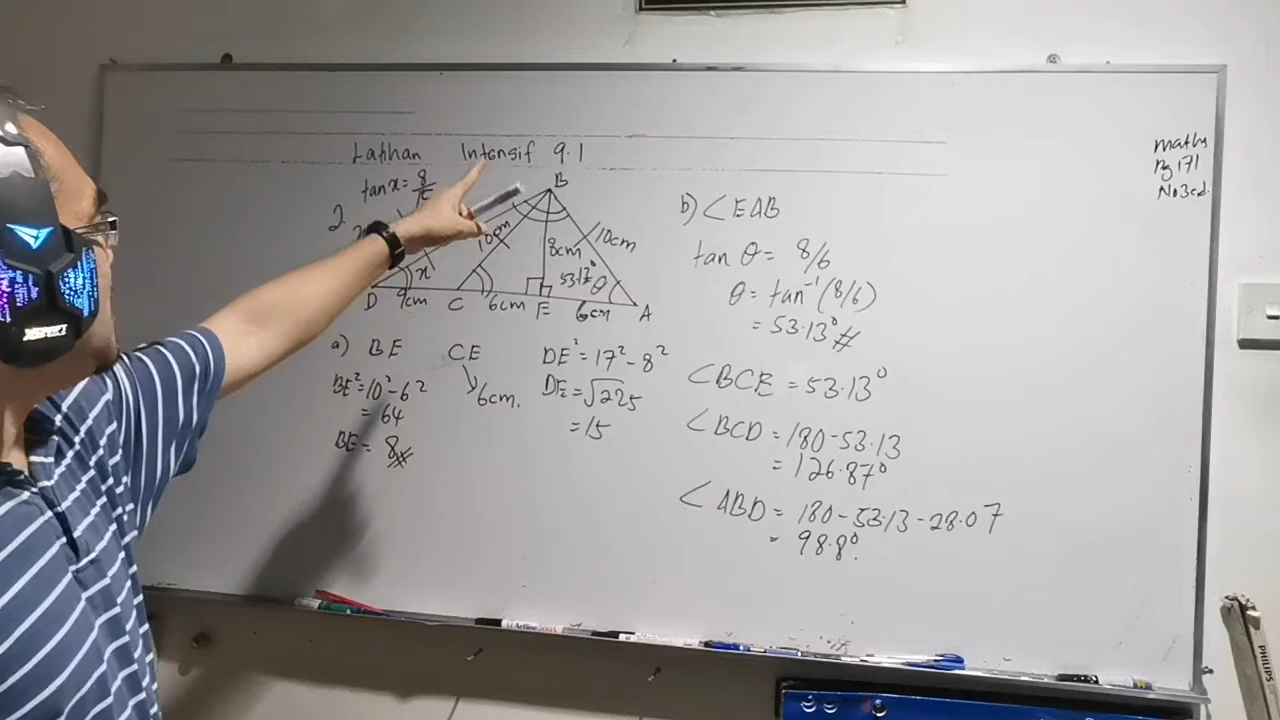 Latihan Intensif 9.1
maths
Pg 171
No3cd.
tan x = 8/15
2.
B
10cm
8cm
10cm
53.13°
θ
x
D 9cm C 6cm E 6cm A
a) BE
BE² = 10² - 6²
= 64
BE = 8
CE
6cm.
DE² = 17² - 8²
DE = √225
= 15
b) ∠EAB
tan θ = 8/6
θ = tan⁻¹(8/6)
= 53.13°
∠BCE = 53.13°
∠BCD = 180 - 53.13
= 126.87°
∠ABD = 180 - 53.13 - 28.07
= 98.8°.
PHILIPS